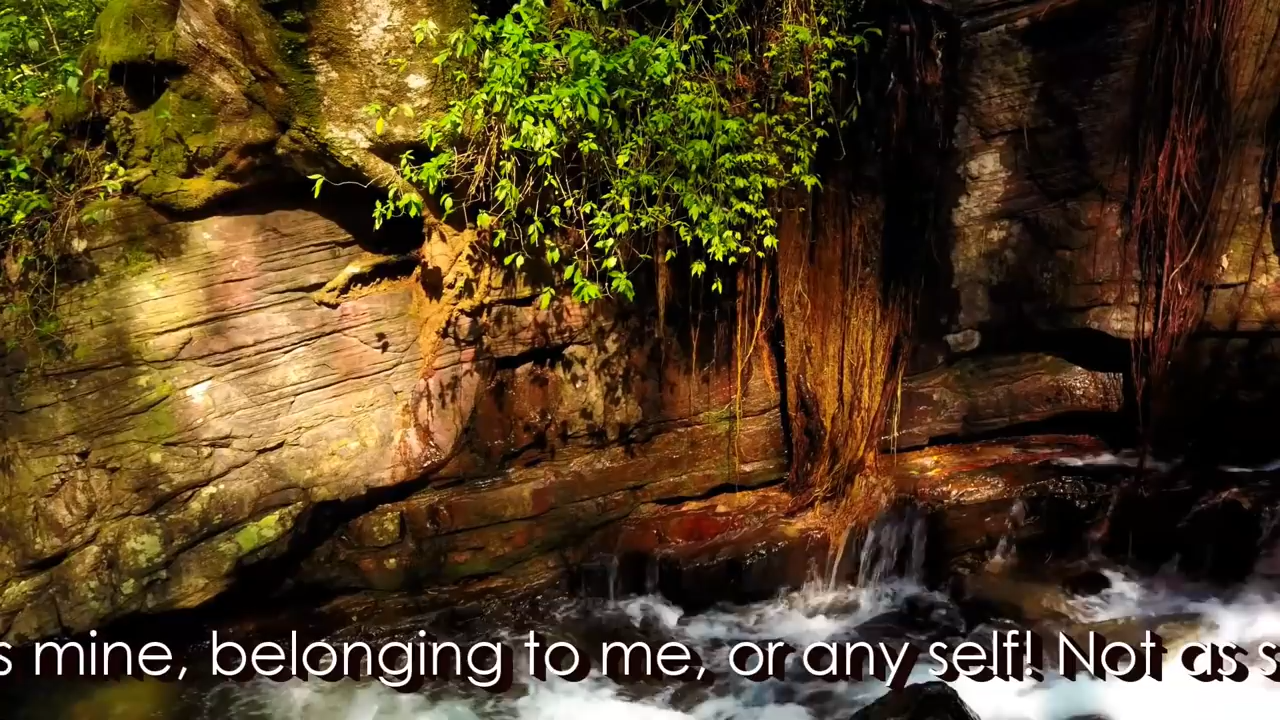 s mine, belonging to me, or any self! Not as s